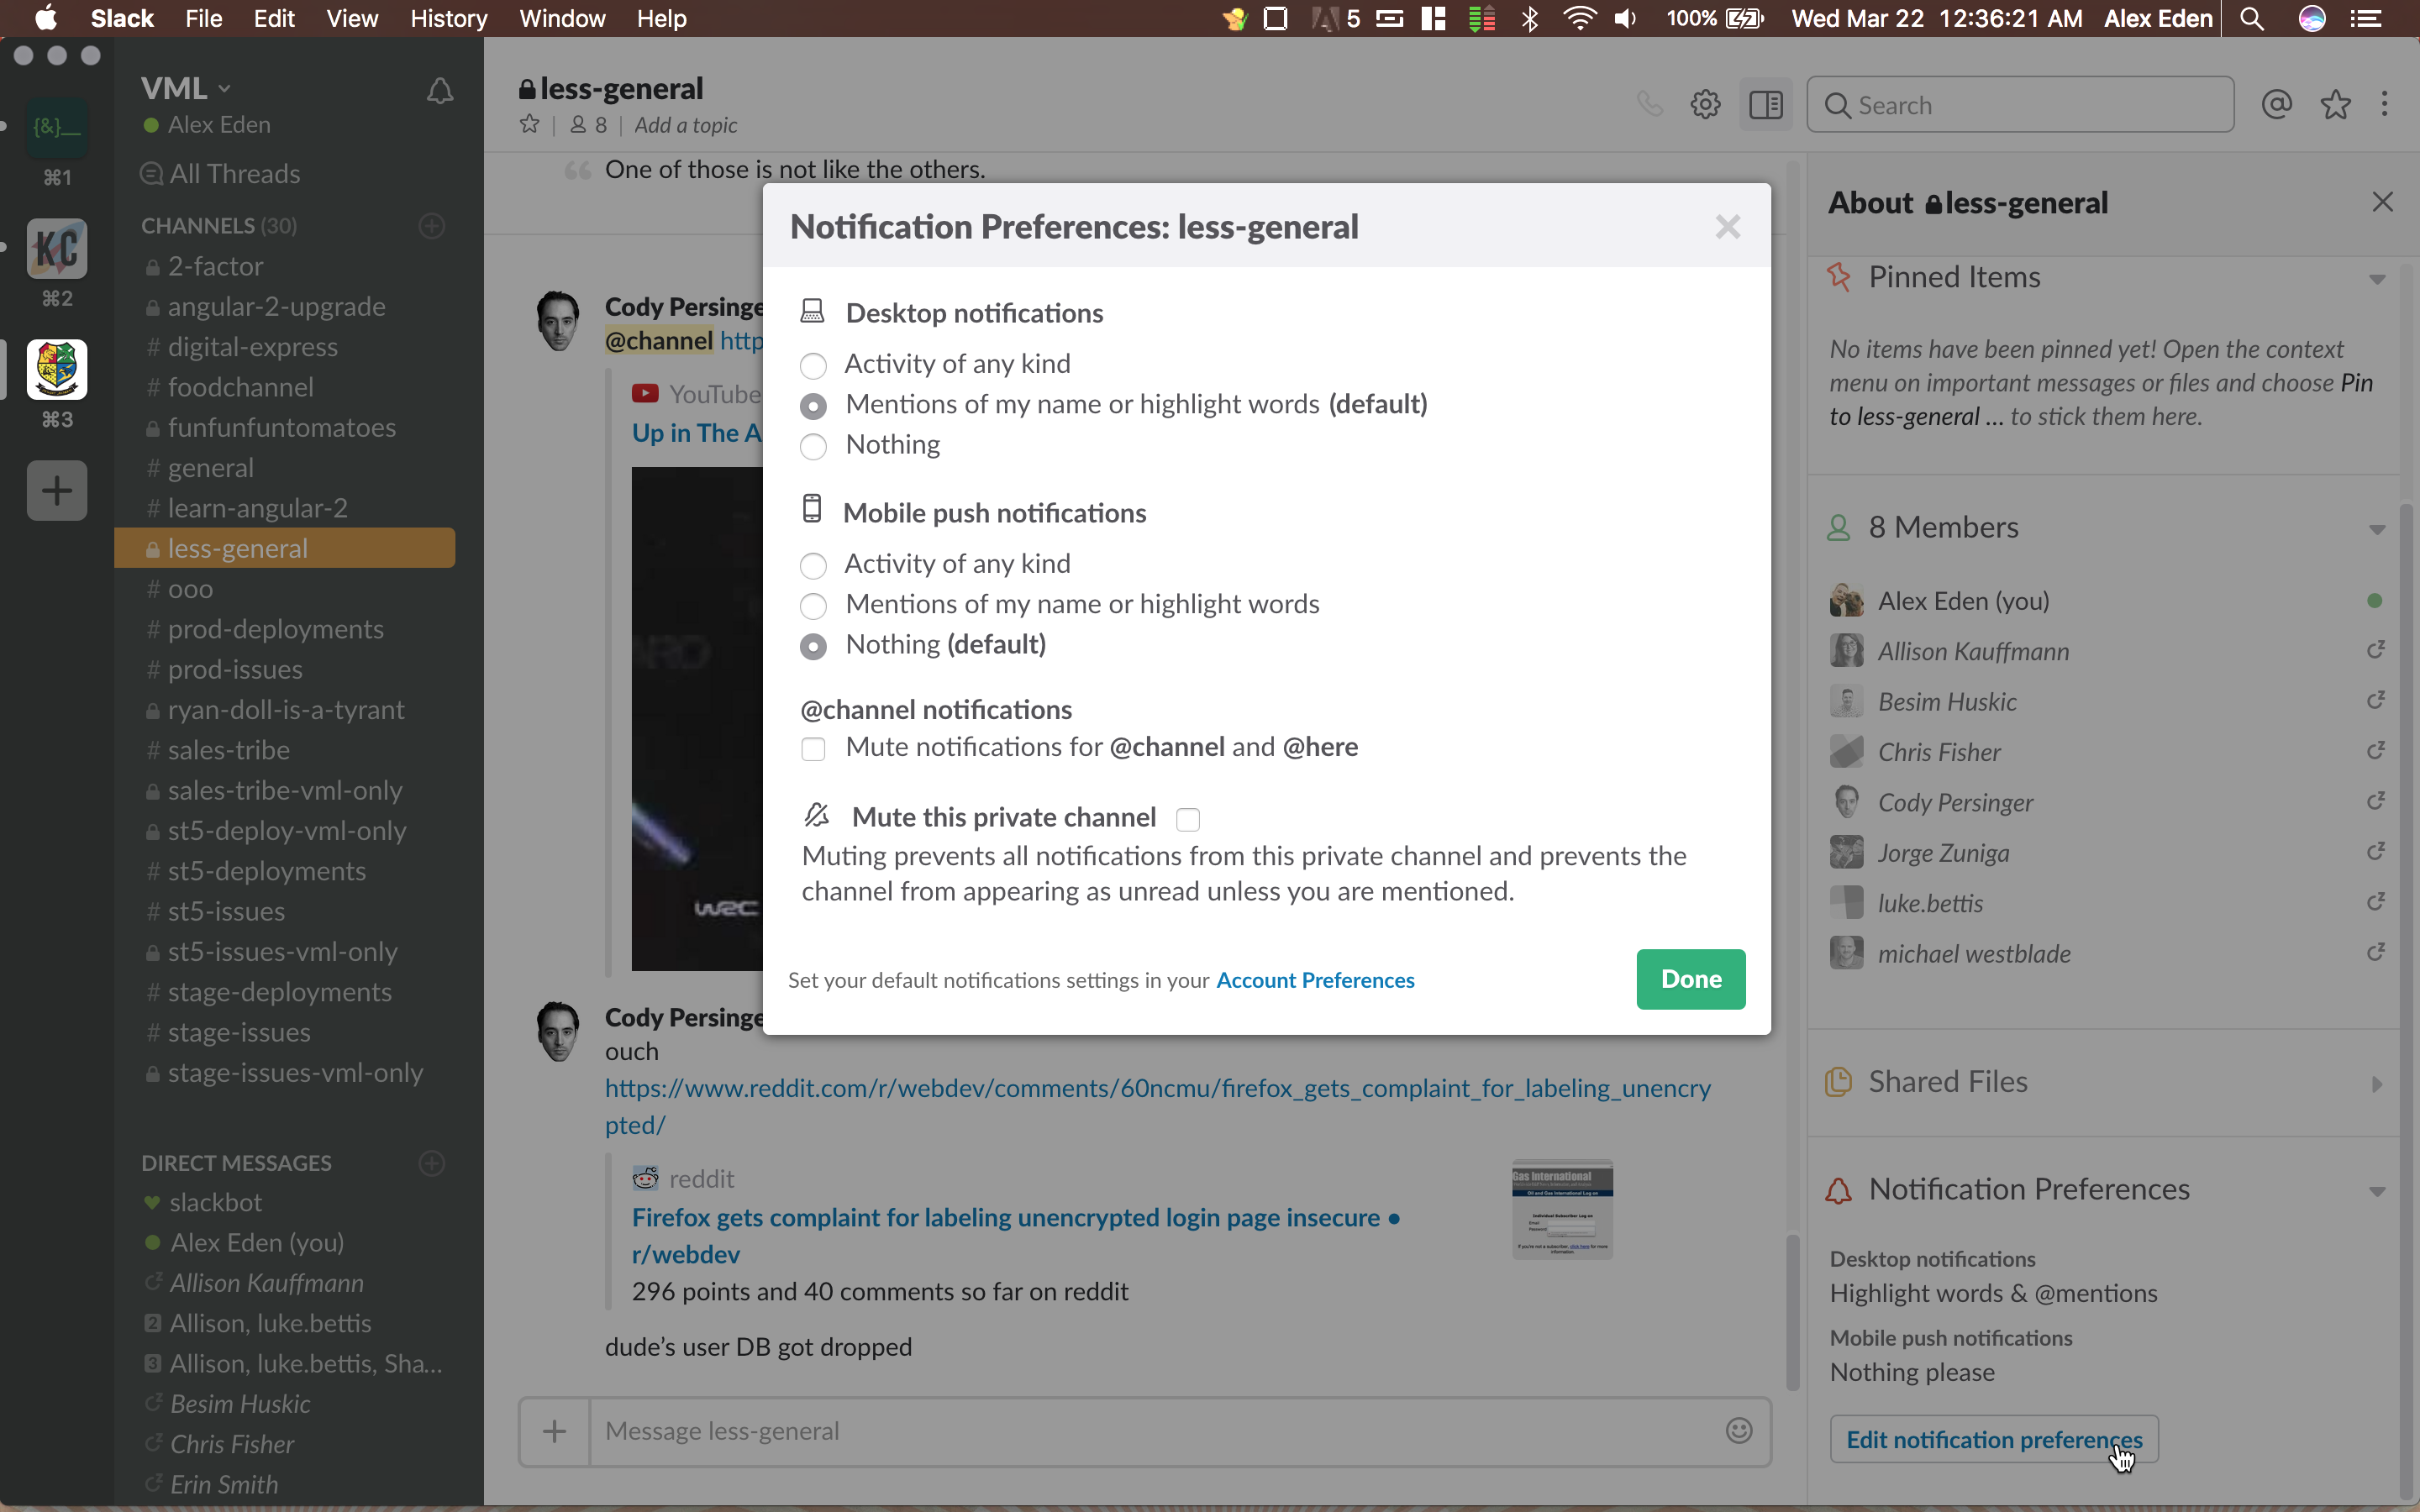 Slack File Edit View History Window Help 5 100% Wed Mar 22 12:36:21 AM Alex Eden
VML
Alex Eden
All Threads
CHANNELS (30)
# 2-factor
angular-2-upgrade
# digital-express
# foodchannel
funfunfuntomatoes
# general
# learn-angular-2
less-general
# ooo
# prod-deployments
# prod-issues
ryan-doll-is-a-tyrant
# sales-tribe
sales-tribe-vml-only
st5-deploy-vml-only
# st5-deployments
# st5-issues
st5-issues-vml-only
# stage-deployments
# stage-issues
stage-issues-vml-only
DIRECT MESSAGES
slackbot
Alex Eden (you)
Allison Kauffmann
2 Allison, luke.bettis
3 Allison, luke.bettis, Sha...
Besim Huskic
Chris Fisher
Erin Smith
{&}__
⌘1
KC
⌘2
⌘3
less-general
8 | Add a topic
Search
One of those is not like the others.
Cody Persinge
@channel http
YouTube
Up in The A
WRC
Cody Persinge
ouch
https://www.reddit.com/r/webdev/comments/60ncmu/firefox_gets_complaint_for_labeling_unencry
pted/
reddit
Firefox gets complaint for labeling unencrypted login page insecure •
r/webdev
296 points and 40 comments so far on reddit
Gas International
Oil and Gas International Log on
Individual Subscriber Log on
dude's user DB got dropped
Message less-general
Notification Preferences: less-general
Desktop notifications
Activity of any kind
Mentions of my name or highlight words (default)
Nothing
Mobile push notifications
Activity of any kind
Mentions of my name or highlight words
Nothing (default)
@channel notifications
Mute notifications for @channel and @here
Mute this private channel
Muting prevents all notifications from this private channel and prevents the
channel from appearing as unread unless you are mentioned.
Set your default notifications settings in your Account Preferences
Done
About less-general
Pinned Items
No items have been pinned yet! Open the context
menu on important messages or files and choose Pin
to less-general ... to stick them here.
8 Members
Alex Eden (you)
Allison Kauffmann
Besim Huskic
Chris Fisher
Cody Persinger
Jorge Zuniga
luke.bettis
michael westblade
Shared Files
Notification Preferences
Desktop notifications
Highlight words & @mentions
Mobile push notifications
Nothing please
Edit notification preferences